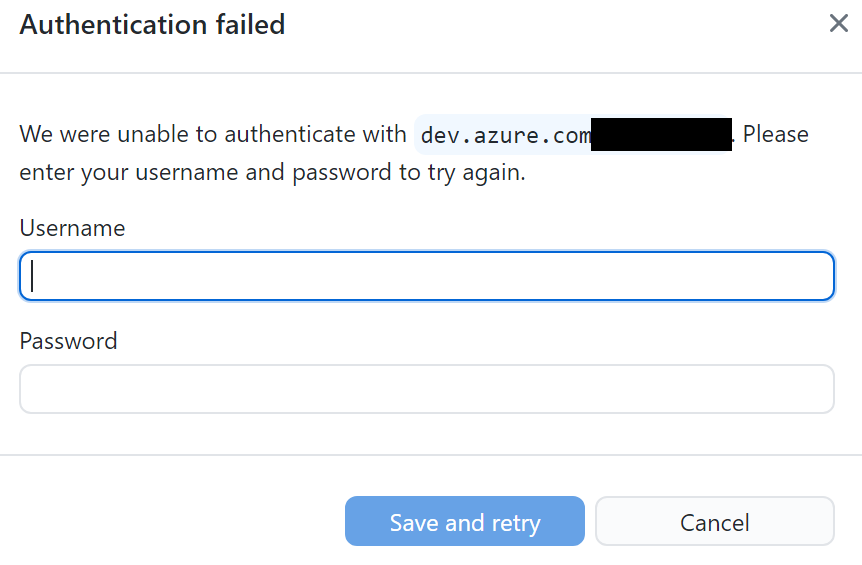 Authentication failed
We were unable to authenticate with dev.azure.com. Please
enter your username and password to try again.
Username
Password
Save and retry
Cancel